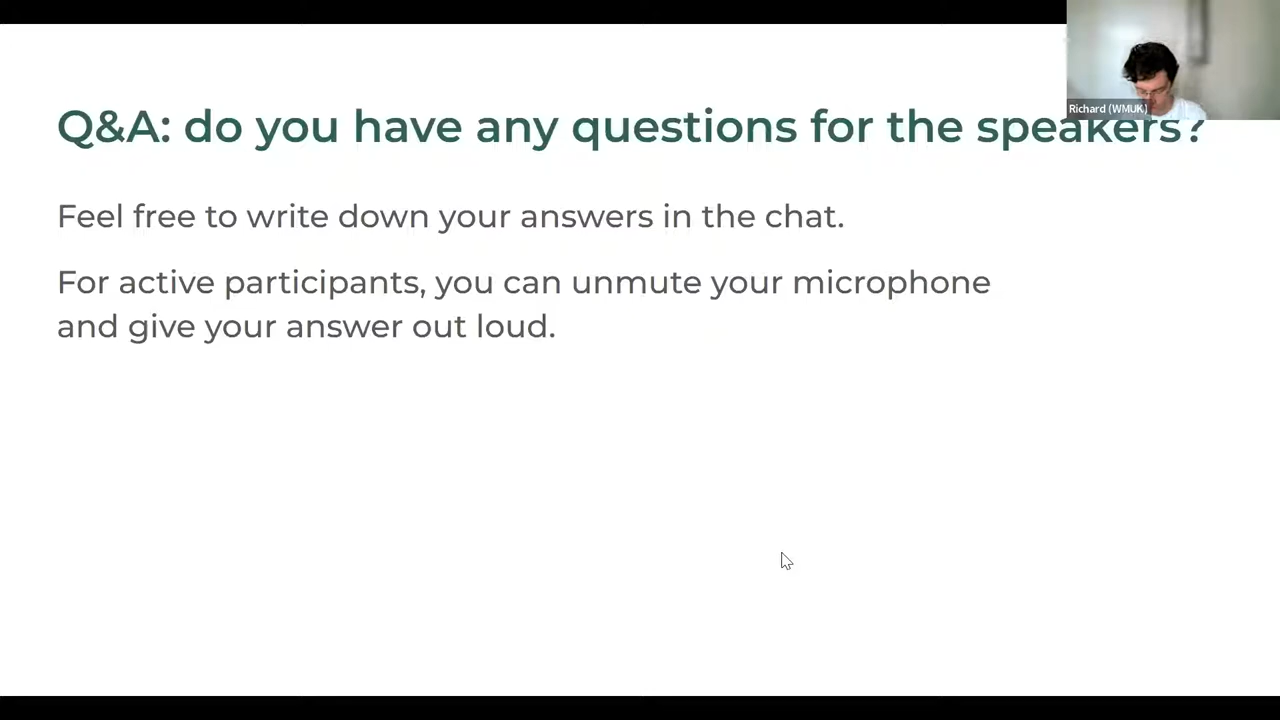 Q&A: do you have any questions for the speakers?
Richard (WMUK)
Feel free to write down your answers in the chat.
For active participants, you can unmute your microphone
and give your answer out loud.